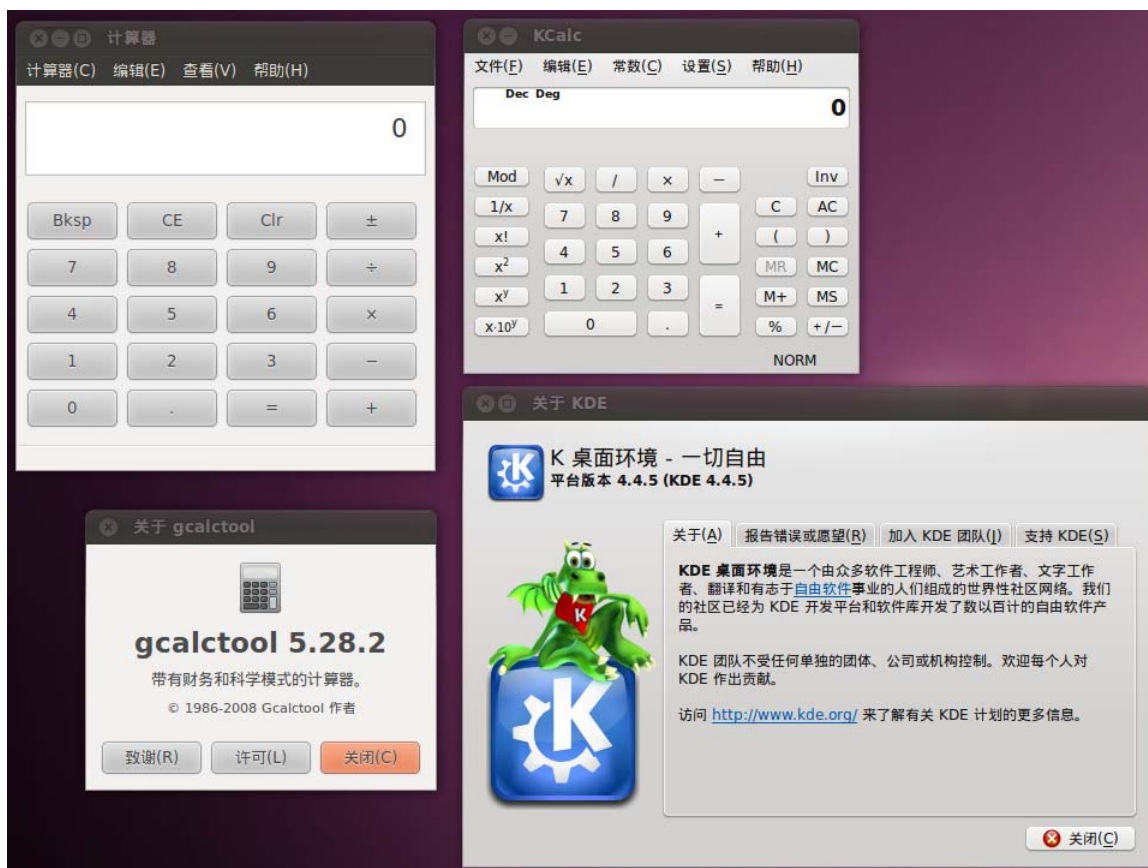 计算器
计算器(C) 编辑(E) 查看(V) 帮助(H)
0
Bksp CE Clr ±
7 8 9 ÷
4 5 6 ×
1 2 3 −
0 . = +
KCalc
文件(F) 编辑(E) 常数(C) 设置(S) 帮助(H)
Dec Deg
0
Mod √x / × − Inv
1/x 7 8 9 + C AC
x! ( )
x² 4 5 6 MR MC
xʸ 1 2 3 = M+ MS
x·10ʸ 0 . % +/−
NORM
关于 gcalctool
gcalctool 5.28.2
带有财务和科学模式的计算器。
© 1986-2008 Gcalctool 作者
致谢(R) 许可(L) 关闭(C)
关于 KDE
K 桌面环境 - 一切自由
平台版本 4.4.5 (KDE 4.4.5)
关于(A) 报告错误或愿望(R) 加入 KDE 团队(J) 支持 KDE(S)
KDE 桌面环境是一个由众多软件工程师、艺术工作者、文字工作
者、翻译和有志于自由软件事业的人们组成的世界性社区网络。我们
的社区已经为 KDE 开发平台和软件库开发了数以百计的自由软件产
品。
KDE 团队不受任何单独的团体、公司或机构控制。欢迎每个人对
KDE 作出贡献。
访问 http://www.kde.org/ 来了解有关 KDE 计划的更多信息。
K
K
K
关闭(C)